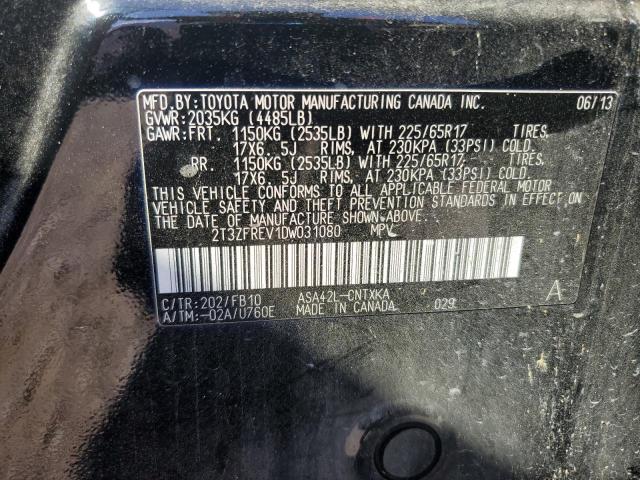 MFD.BY:TOYOTA MOTOR MANUFACTURING CANADA INC. 06/13
GVWR:2035KG (4485LB)
GAWR:FRT. 1150KG (2535LB) WITH 225/65R17 TIRES.
17X6.5J RIMS, AT 230KPA (33PSI) COLD.
RR. 1150KG (2535LB) WITH 225/65R17 TIRES.
17X6.5J RIMS, AT 230KPA (33PSI) COLD.
THIS VEHICLE CONFORMS TO ALL APPLICABLE FEDERAL MOTOR
VEHICLE SAFETY AND THEFT PREVENTION STANDARDS IN EFFECT ON
THE DATE OF MANUFACTURE SHOWN ABOVE.
2T3ZFREV1DW031080 MPV
C/TR:202/FB10 ASA42L-CNTXKA 029 A
A/TM:-02A/U760E MADE IN CANADA